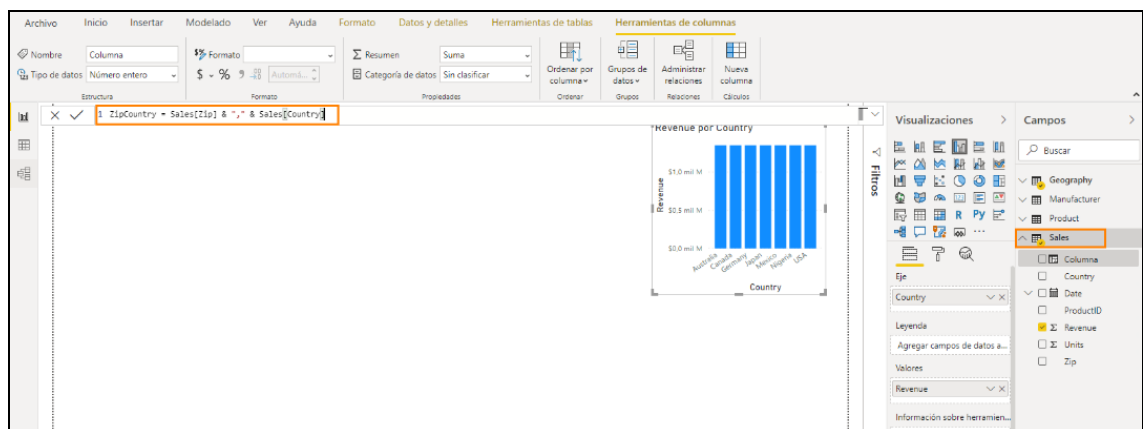 Archivo Inicio Insertar Modelado Ver Ayuda Formato Datos y detalles Herramientas de tablas Herramientas de columnas
Nombre Columna
Tipo de datos Número entero
Estructura
$% Formato
$ % Automá...
Formato
Σ Resumen Suma
Categoría de datos Sin clasificar
Propiedades
Ordenar por columna
Ordenar
Grupos de datos
Grupos
Administrar relaciones
Relaciones
Nueva columna
Cálculos
1 ZipCountry = Sales[Zip] & "," & Sales[Country]
Revenue por Country
Revenue
$1,0 mil M
$0,5 mil M
$0,0 mil M
Australia Canada Germany Japan Mexico Nigeria USA
Country
Filtros
Visualizaciones
R Py
...
Eje
Country
Leyenda
Agregar campos de datos a...
Valores
Revenue
Información sobre herramien...
Campos
Buscar
Geography
Manufacturer
Product
Sales
Columna
Country
Date
ProductID
Σ Revenue
Σ Units
Zip